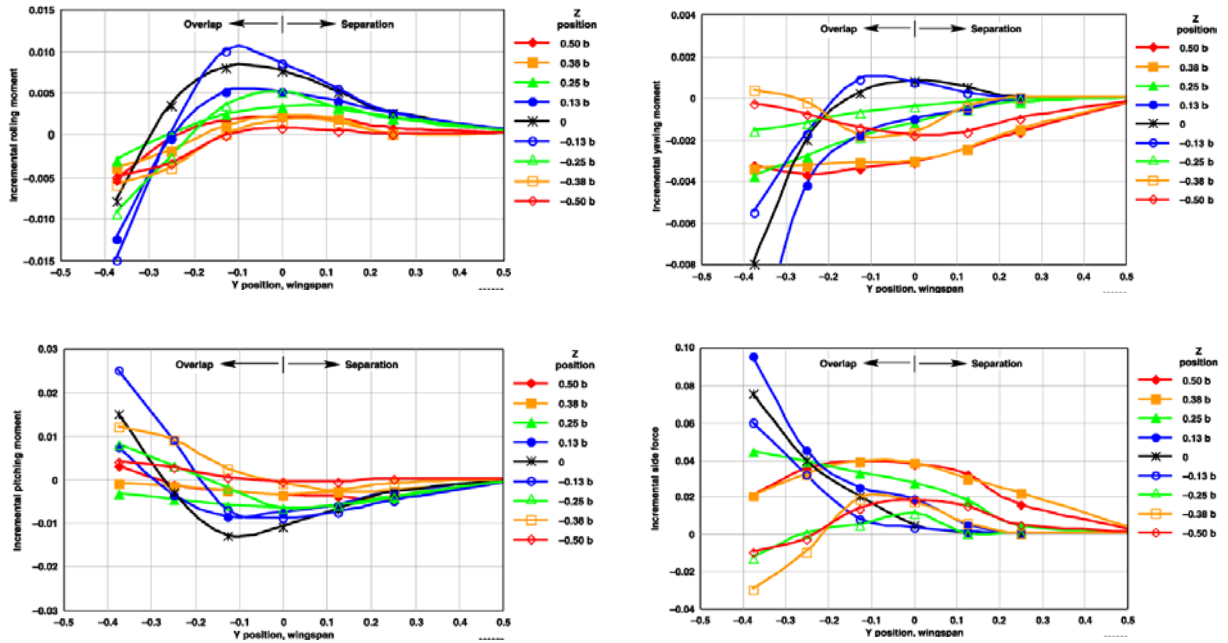 Overlap
Separation
Z
position
0.50 b
0.38 b
0.25 b
0.13 b
0
−0.13 b
−0.25 b
−0.38 b
−0.50 b
0.015
0.010
0.005
0
−0.005
−0.010
−0.015
Incremental rolling moment
−0.5 −0.4 −0.3 −0.2 −0.1 0 0.1 0.2 0.3 0.4 0.5
Y position, wingspan
Overlap
Separation
Z
position
0.50 b
0.38 b
0.25 b
0.13 b
0
−0.13 b
−0.25 b
−0.38 b
−0.50 b
0.004
0.002
0
−0.002
−0.004
−0.006
−0.008
Incremental yawing moment
−0.5 −0.4 −0.3 −0.2 −0.1 0 0.1 0.2 0.3 0.4 0.5
Y position, wingspan
Overlap
Separation
Z
position
0.50 b
0.38 b
0.25 b
0.13 b
0
−0.13 b
−0.25 b
−0.38 b
−0.50 b
0.03
0.02
0.01
0
−0.01
−0.02
−0.03
Incremental pitching moment
−0.5 −0.4 −0.3 −0.2 −0.1 0 0.1 0.2 0.3 0.4 0.5
Y position, wingspan
Overlap
Separation
Z
position
0.50 b
0.38 b
0.25 b
0.13 b
0
−0.13 b
−0.25 b
−0.38 b
−0.50 b
0.10
0.08
0.06
0.04
0.02
0
−0.02
−0.04
Incremental side force
−0.5 −0.4 −0.3 −0.2 −0.1 0 0.1 0.2 0.3 0.4 0.5
Y position, wingspan